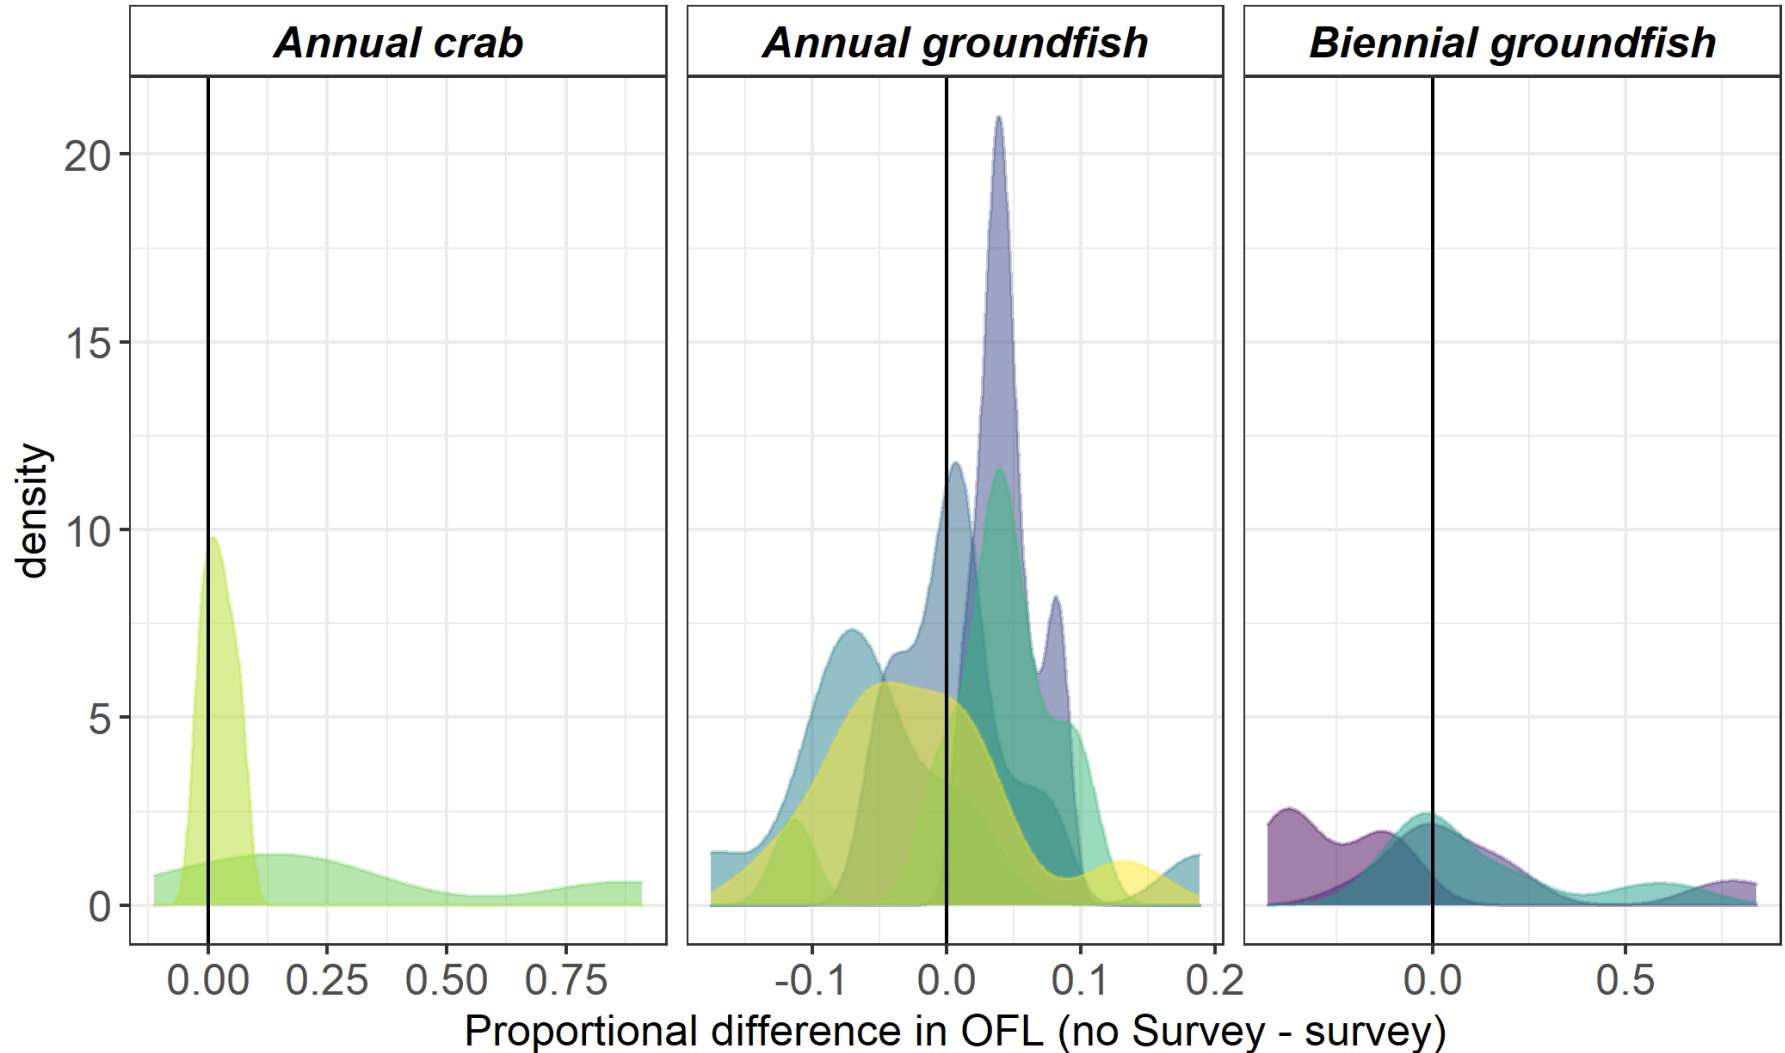 Annual crab
Annual groundfish
Biennial groundfish
density
20
15
10
5
0
0.00 0.25 0.50 0.75
-0.1 0.0 0.1 0.2
0.0 0.5
Proportional difference in OFL (no Survey - survey)